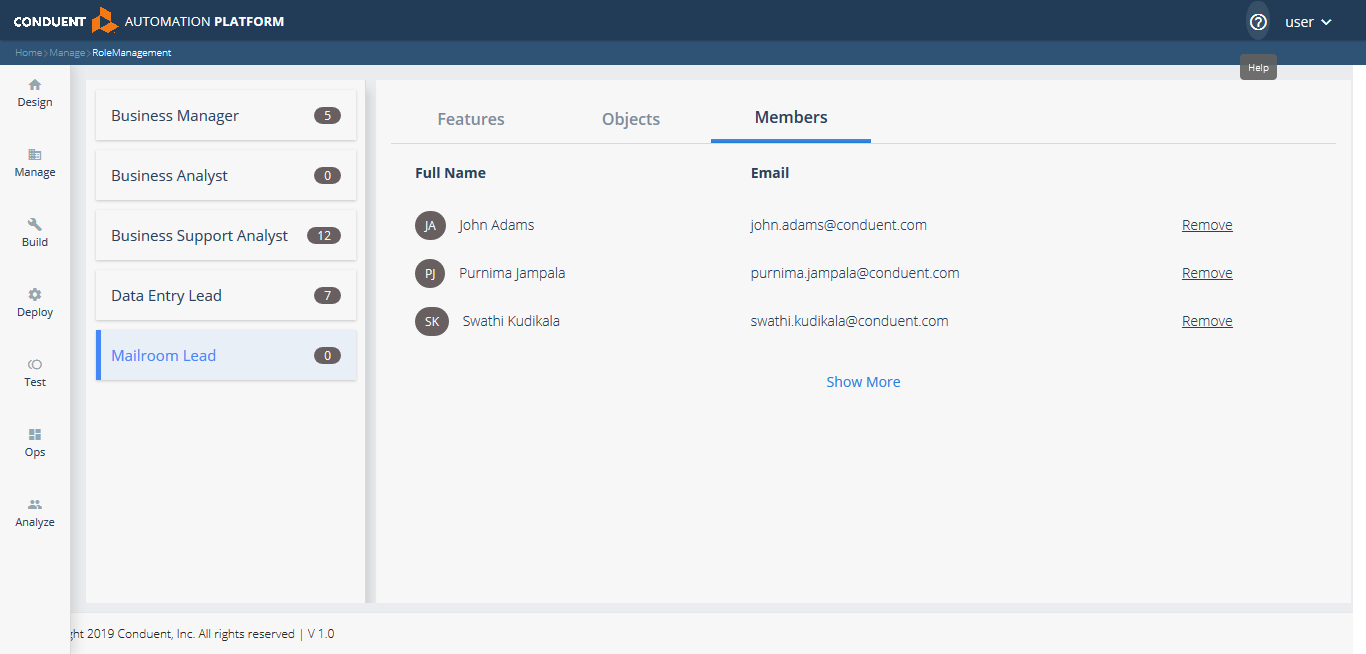 CONDUENT AUTOMATION PLATFORM
user
Home › Manage › RoleManagement
Help
Design
Manage
Build
Deploy
Test
Ops
Analyze
Business Manager 5
Business Analyst 0
Business Support Analyst 12
Data Entry Lead 7
Mailroom Lead 0
Features Objects Members
Full Name Email
JA John Adams john.adams@conduent.com Remove
PJ Purnima Jampala purnima.jampala@conduent.com Remove
SK Swathi Kudikala swathi.kudikala@conduent.com Remove
Show More
ght 2019 Conduent, Inc. All rights reserved | V 1.0